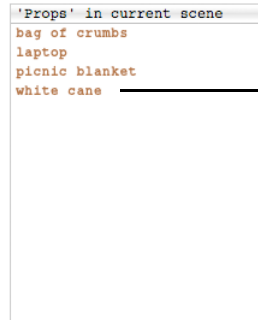 'Props' in current scene
bag of crumbs
laptop
picnic blanket
white cane